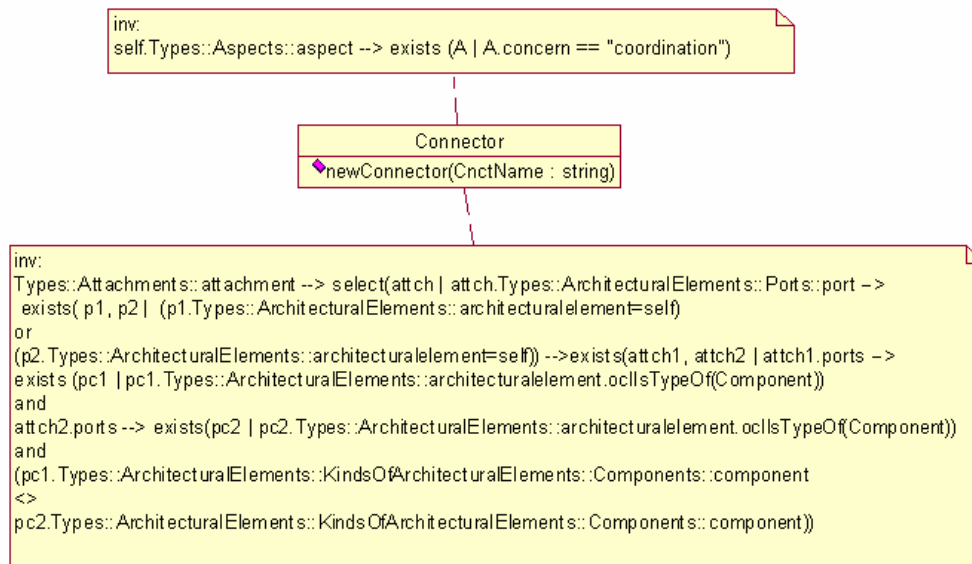 inv:
self.Types::Aspects::aspect --> exists (A | A.concern == "coordination")
Connector
newConnector(CnctName : string)
inv:
Types::Attachments::attachment --> select(attch | attch.Types::ArchitecturalElements::Ports::port ->
exists( p1, p2 | (p1.Types::ArchitecturalElements::architecturalelement=self)
or
(p2.Types::ArchitecturalElements::architecturalelement=self)) -->exists(attch1, attch2 | attch1.ports ->
exists (pc1 | pc1.Types::ArchitecturalElements::architecturalelement.oclIsTypeOf(Component))
and
attch2.ports --> exists(pc2 | pc2.Types::ArchitecturalElements::architecturalelement.oclIsTypeOf(Component))
and
(pc1.Types::ArchitecturalElements::KindsOfArchitecturalElements::Components::component
<>
pc2.Types::ArchitecturalElements::KindsOfArchitecturalElements::Components::component))